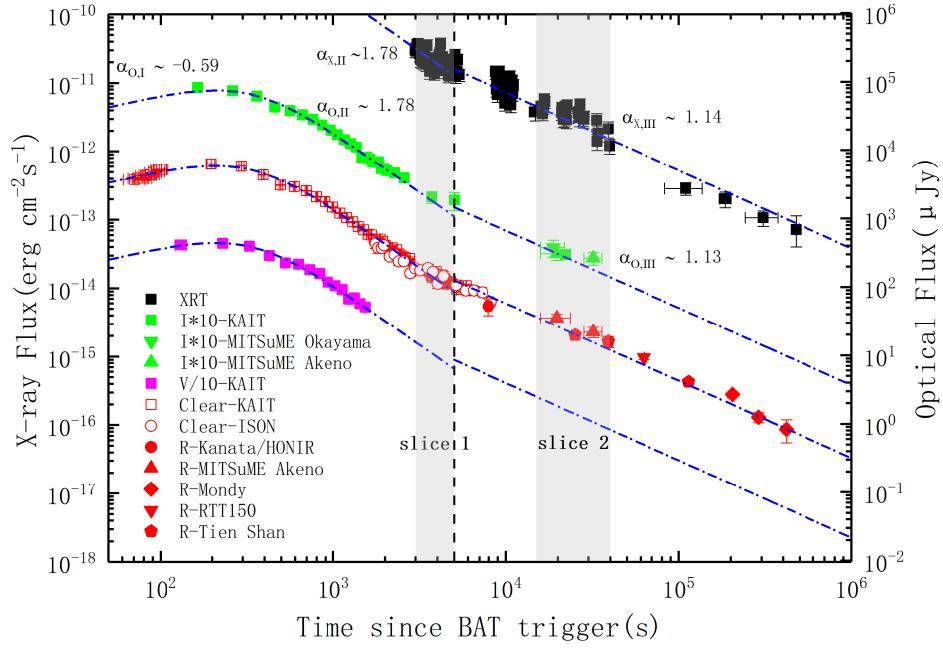 10^-10
10^-11
10^-12
10^-13
10^-14
10^-15
10^-16
10^-17
10^-18
X-ray Flux(erg cm^-2 s^-1)
10^6
10^5
10^4
10^3
10^2
10^1
10^0
10^-1
10^-2
Optical Flux(μJy)
α_O,I ~ -0.59
α_X,II ~1.78
α_O,II ~ 1.78
α_X,III ~ 1.14
α_O,III ~ 1.13
XRT
I*10-KAIT
I*10-MITSuME Okayama
I*10-MITSuME Akeno
V/10-KAIT
Clear-KAIT
Clear-ISON
R-Kanata/HONIR
R-MITSuME Akeno
R-Mondy
R-RTT150
R-Tien Shan
slice 1
slice 2
10^2
10^3
10^4
10^5
10^6
Time since BAT trigger(s)